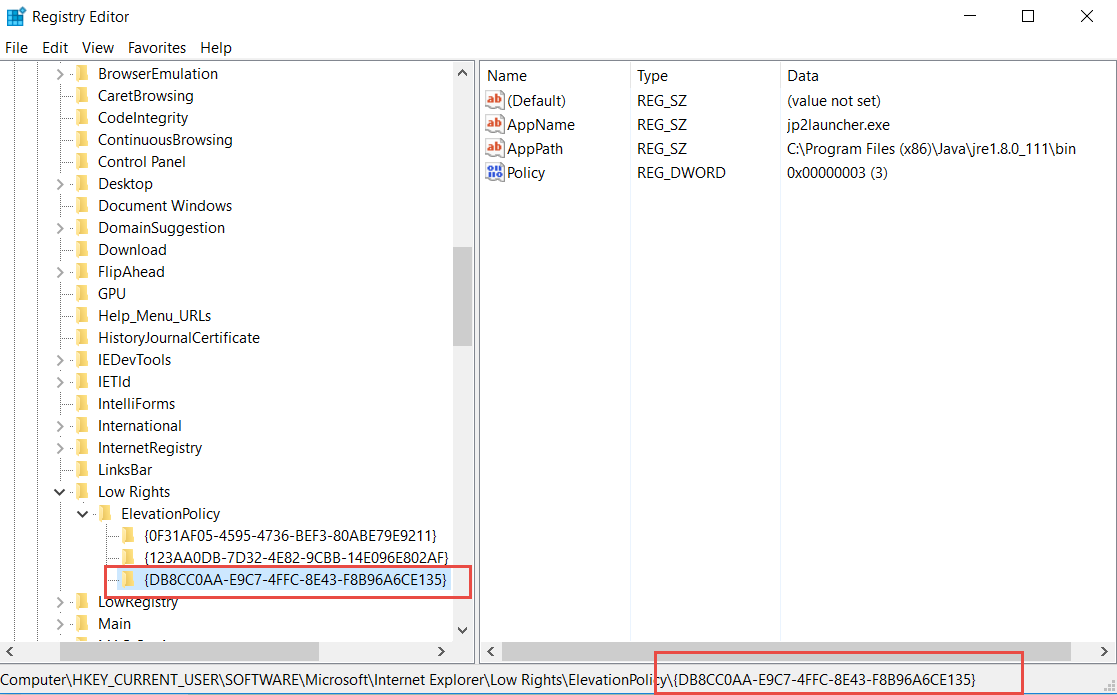 Registry Editor
File Edit View Favorites Help
BrowserEmulation
CaretBrowsing
CodeIntegrity
ContinuousBrowsing
Control Panel
Desktop
Document Windows
DomainSuggestion
Download
FlipAhead
GPU
Help_Menu_URLs
HistoryJournalCertificate
IEDevTools
IETld
IntelliForms
International
InternetRegistry
LinksBar
Low Rights
ElevationPolicy
{0F31AF05-4595-4736-BEF3-80ABE79E9211}
{123AA0DB-7D32-4E82-9CBB-14E096E802AF}
{DB8CC0AA-E9C7-4FFC-8E43-F8B96A6CE135}
LowRegistry
Main
Name Type Data
(Default) REG_SZ (value not set)
AppName REG_SZ jp2launcher.exe
AppPath REG_SZ C:\Program Files (x86)\Java\jre1.8.0_111\bin
Policy REG_DWORD 0x00000003 (3)
Computer\HKEY_CURRENT_USER\SOFTWARE\Microsoft\Internet Explorer\Low Rights\ElevationPolicy\{DB8CC0AA-E9C7-4FFC-8E43-F8B96A6CE135}